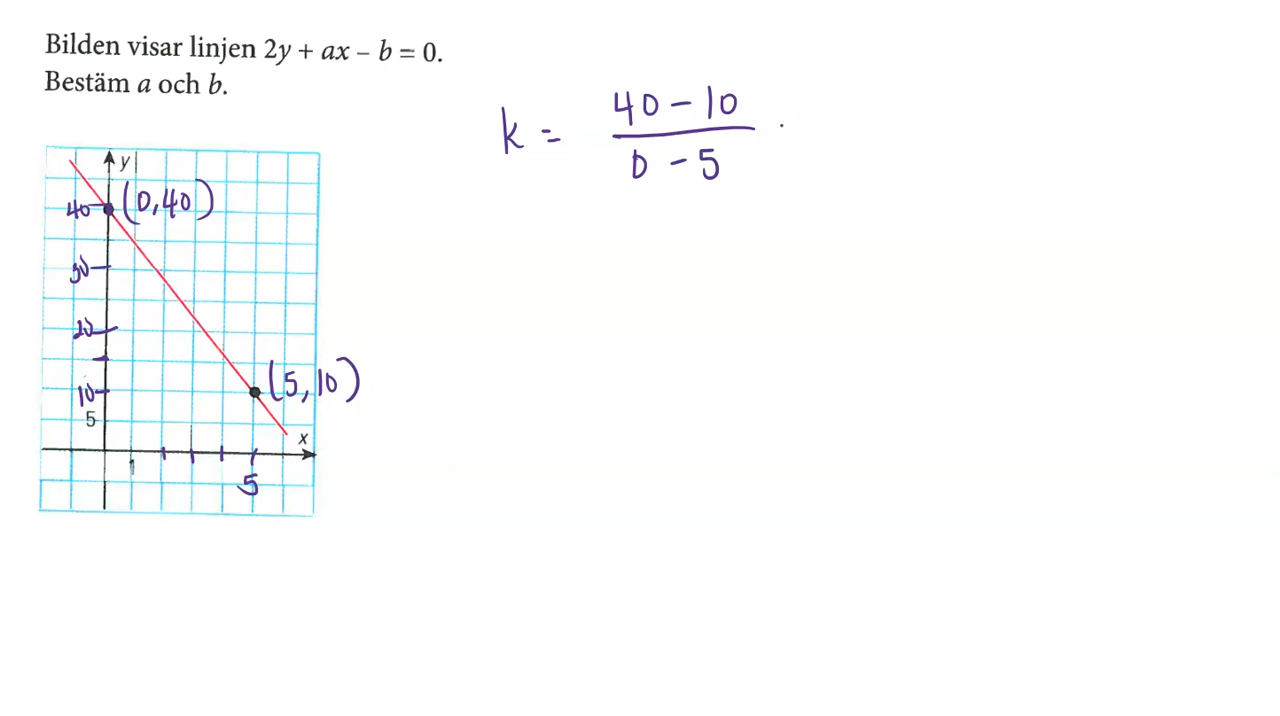 Bilden visar linjen 2y + ax – b = 0.
Bestäm a och b.
k = (40 - 10) / (0 - 5)
y
40 (0,40)
30
20
10 (5,10)
5
x
1
5